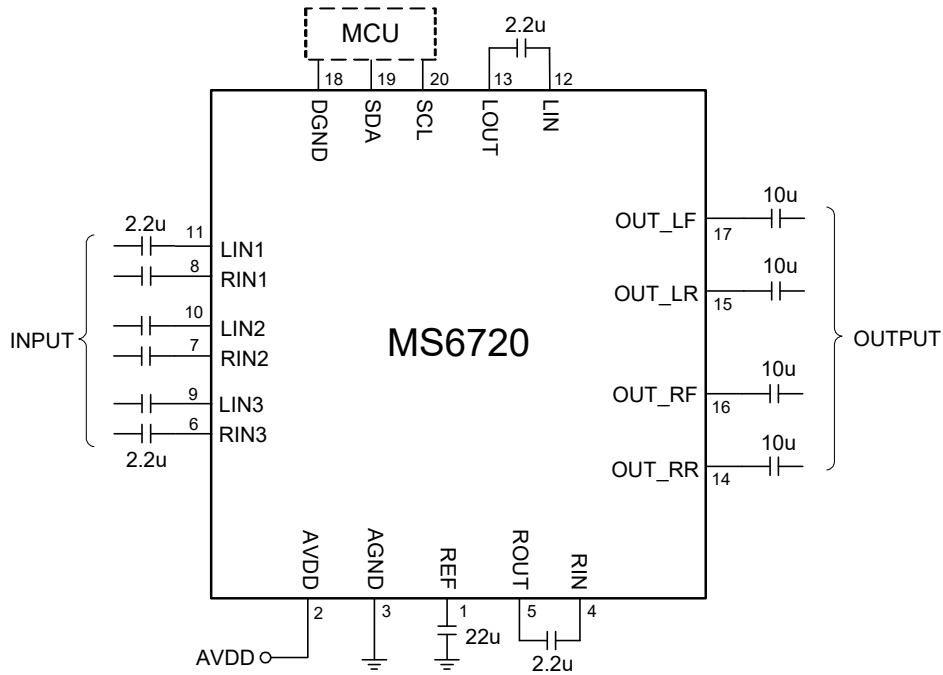 MCU
2.2u
18 19 20 13 12
DGND SDA SCL LOUT LIN
2.2u
11 LIN1
8 RIN1
10 LIN2
7 RIN2
9 LIN3
6 RIN3
2.2u
INPUT
MS6720
10u
OUT_LF 17
10u
OUT_LR 15
10u
OUT_RF 16
10u
OUT_RR 14
OUTPUT
AVDD AGND REF ROUT RIN
2 3 1 5 4
22u
2.2u
AVDD